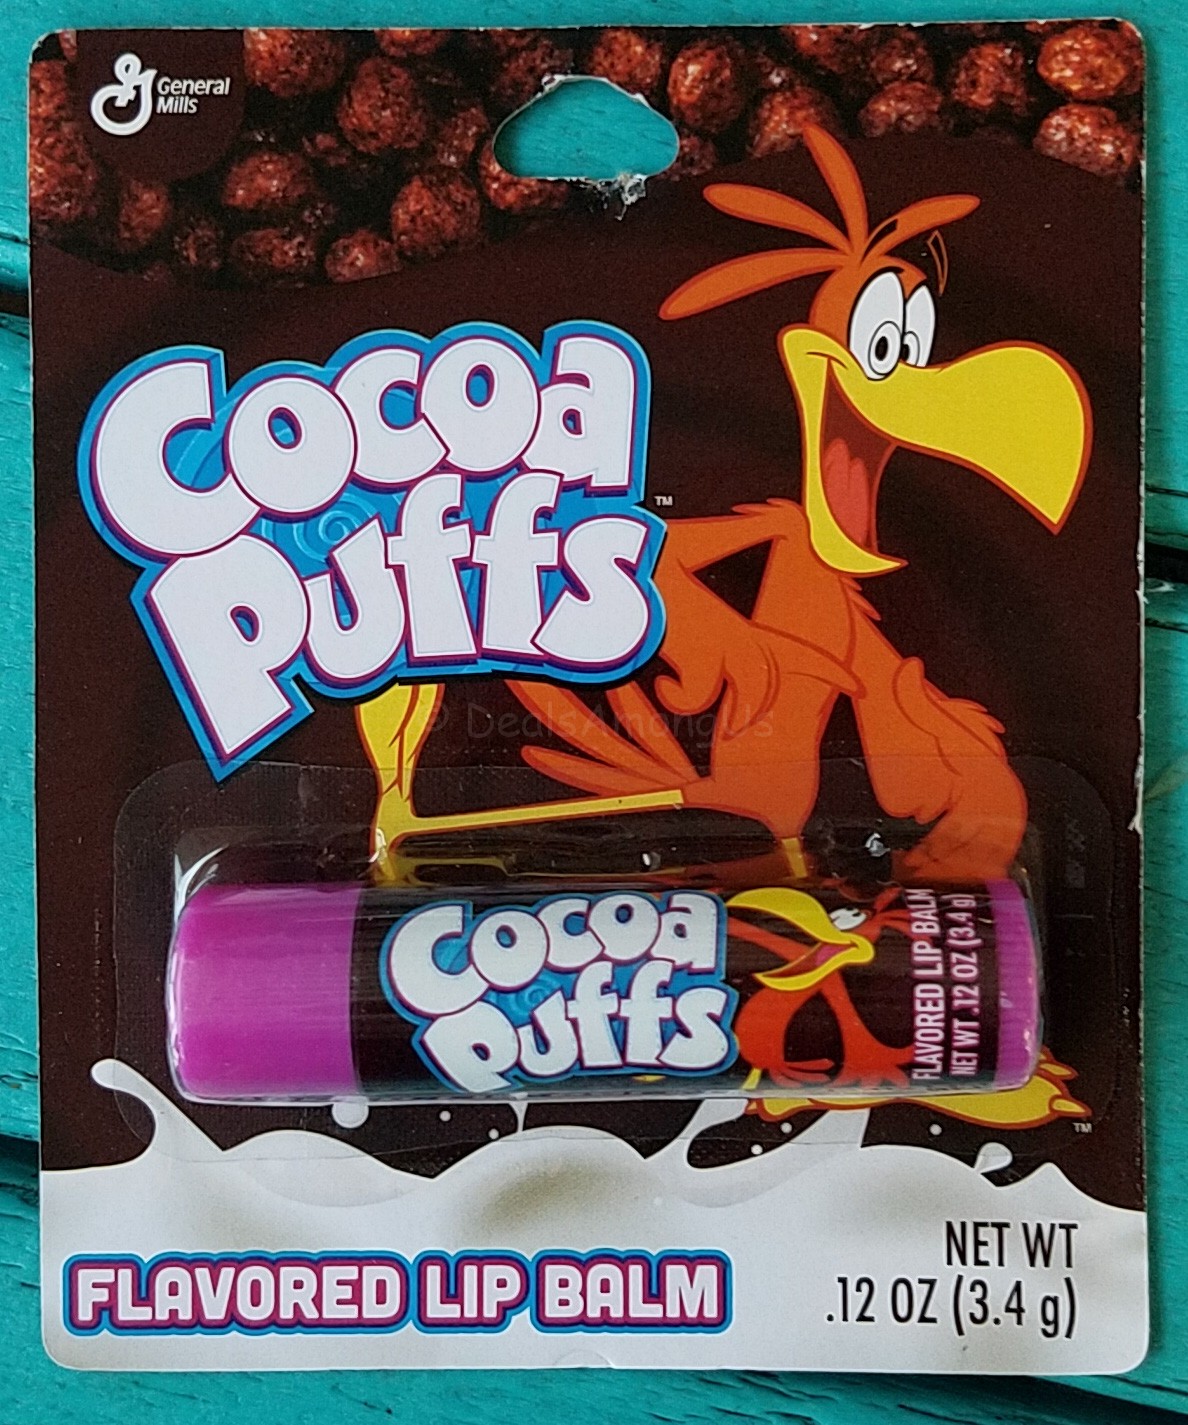 General
Mills
Cocoa
Puffs
TM
© DealsAmongUs
Cocoa
Puffs
FLAVORED LIP BALM
NET WT .12 OZ (3.4 g)
TM
FLAVORED LIP BALM
NET WT
.12 OZ (3.4 g)